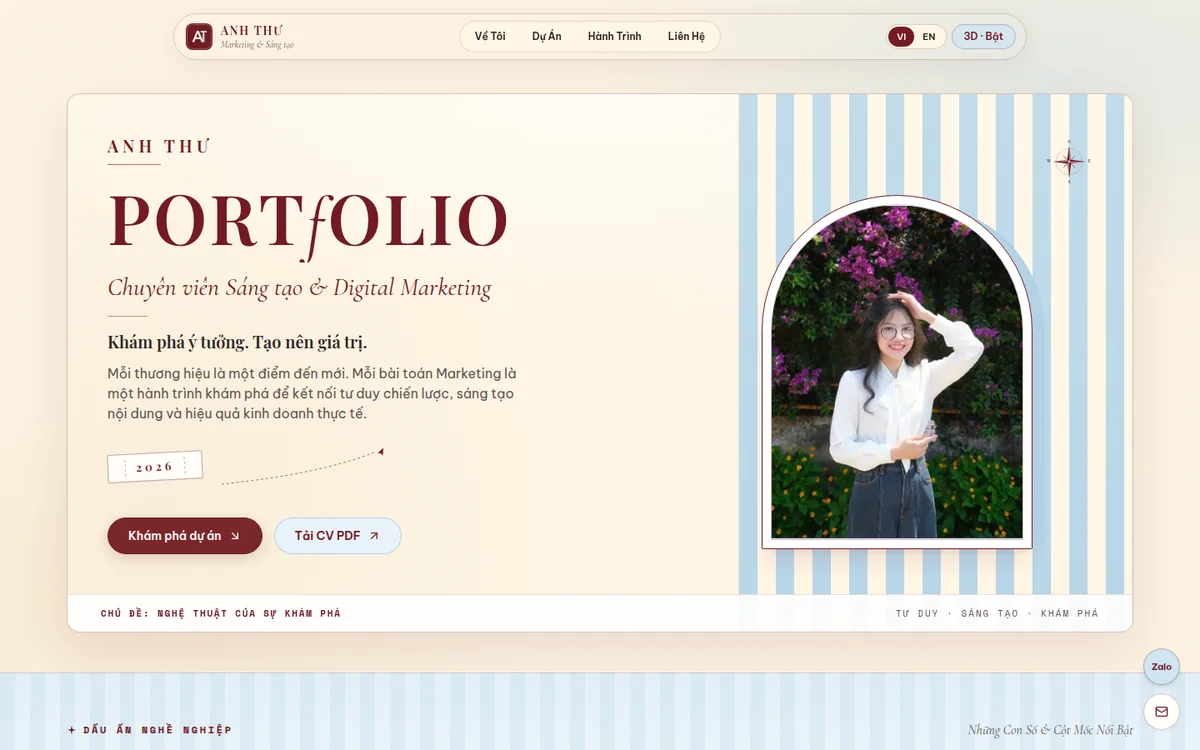 AT
ANH THƯ
Marketing & Sáng tạo
Về Tôi
Dự Án
Hành Trình
Liên Hệ
VI
EN
3D · Bật
ANH THƯ
PORTfOLIO
Chuyên viên Sáng tạo & Digital Marketing
Khám phá ý tưởng. Tạo nên giá trị.
Mỗi thương hiệu là một điểm đến mới. Mỗi bài toán Marketing là
một hành trình khám phá để kết nối tư duy chiến lược, sáng tạo
nội dung và hiệu quả kinh doanh thực tế.
2026
Khám phá dự án ↘
Tải CV PDF ↗
N
W
E
S
CHỦ ĐỀ: NGHỆ THUẬT CỦA SỰ KHÁM PHÁ
TƯ DUY · SÁNG TẠO · KHÁM PHÁ
Zalo
+ DẤU ẤN NGHỀ NGHIỆP
Những Con Số & Cột Mốc Nổi Bật